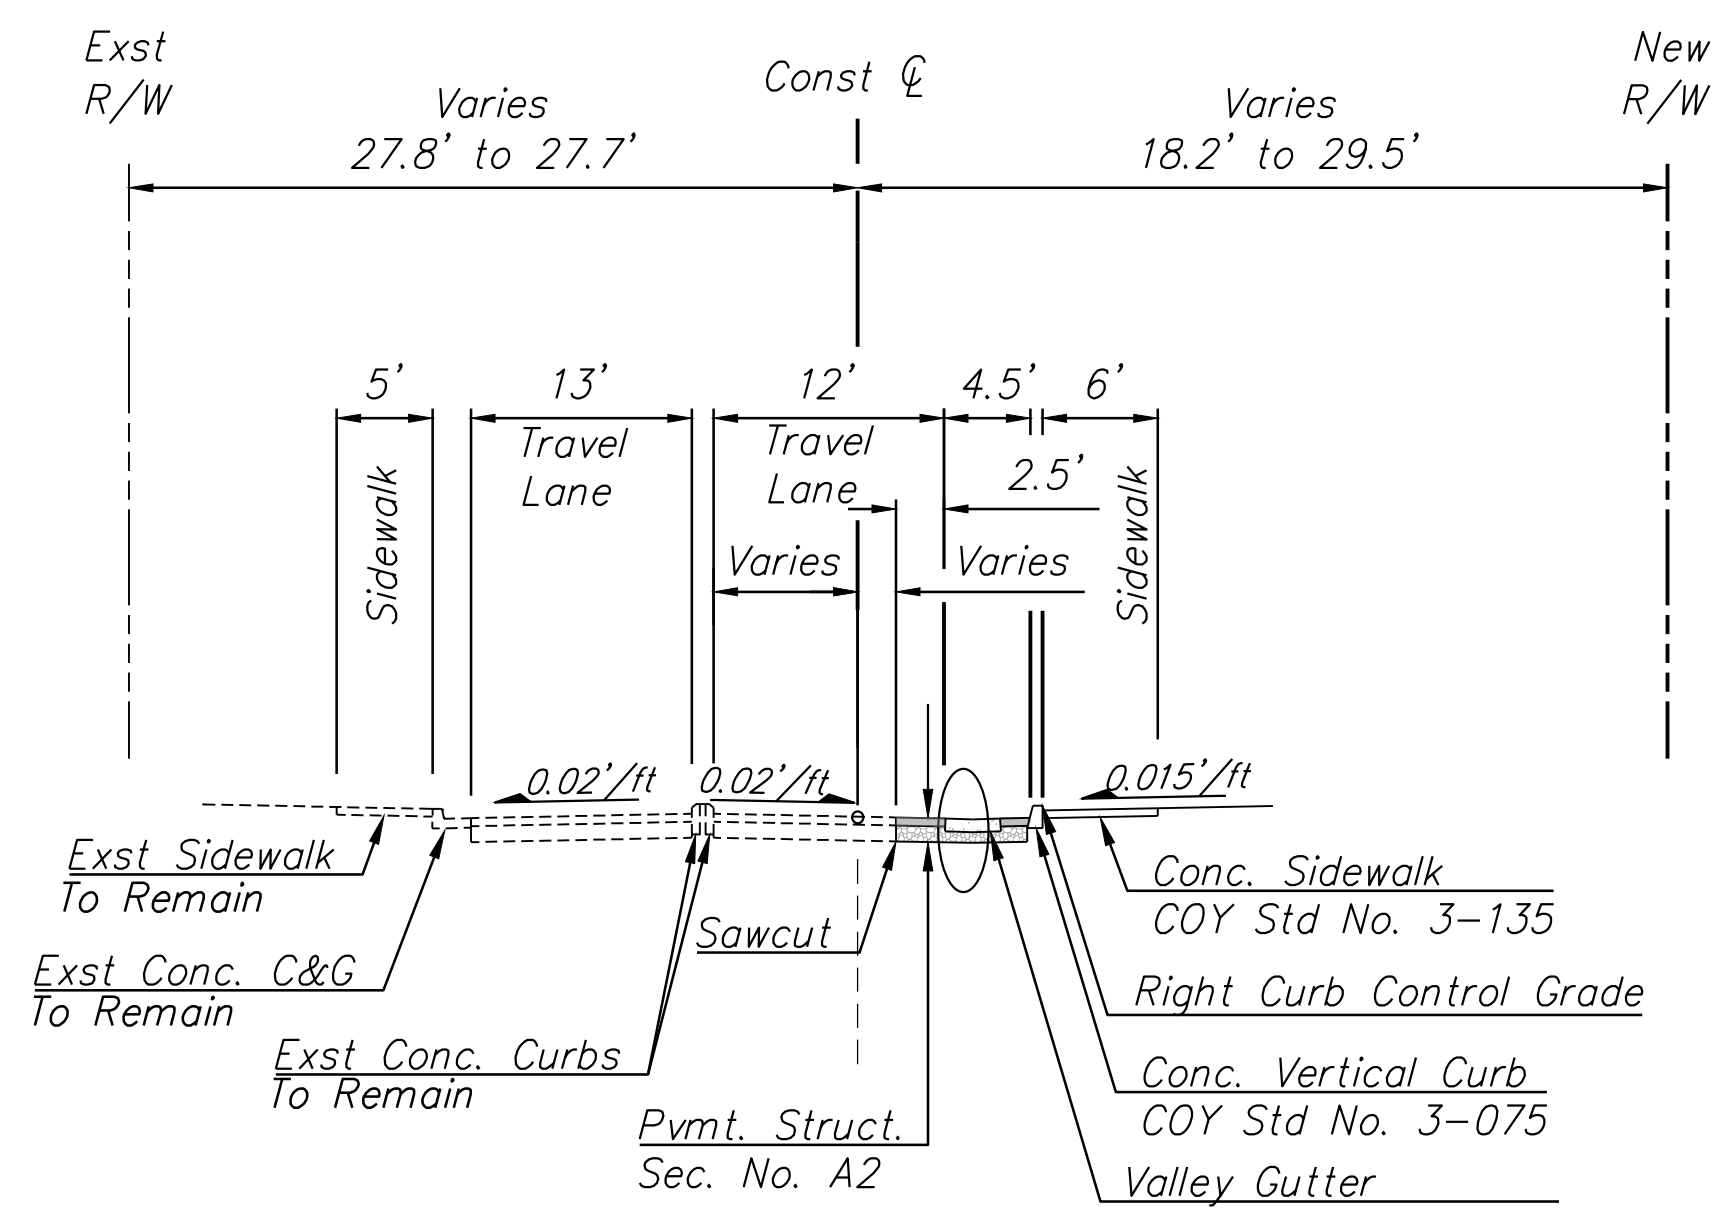 Exst
R/W
Varies
27.8' to 27.7'
Const ℄
Varies
18.2' to 29.5'
New
R/W
5'
13'
12'
4.5'
6'
Travel
Lane
Travel
Lane
2.5'
Sidewalk
Varies
Varies
Sidewalk
0.02'/ft
0.02'/ft
0.015'/ft
Exst Sidewalk
To Remain
Exst Conc. C&G
To Remain
Exst Conc. Curbs
To Remain
Sawcut
Pvmt. Struct.
Sec. No. A2
Conc. Sidewalk
COY Std No. 3-135
Right Curb Control Grade
Conc. Vertical Curb
COY Std No. 3-075
Valley Gutter